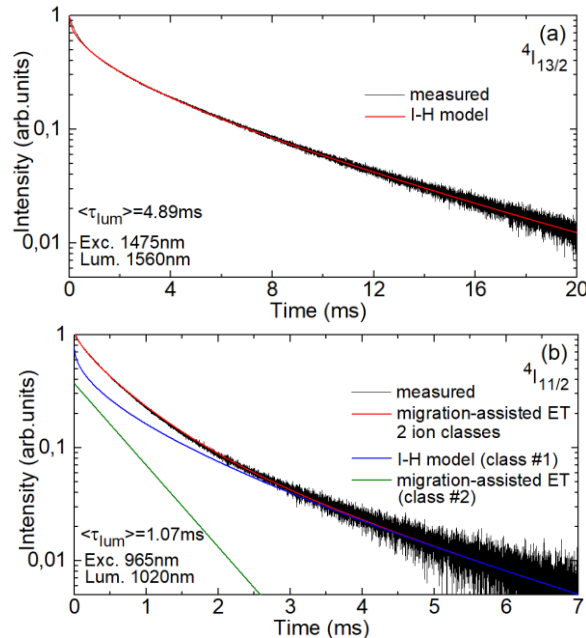 1
(a)
4I13/2
measured
I-H model
0,1
Intensity (arb.units)
<τlum>=4.89ms
Exc. 1475nm
Lum. 1560nm
0,01
0 4 8 12 16 20
Time (ms)
1
(b)
4I11/2
measured
migration-assisted ET
2 ion classes
I-H model (class #1)
migration-assisted ET
(class #2)
0,1
Intensity (arb.units)
<τlum>=1.07ms
Exc. 965nm
Lum. 1020nm
0,01
0 1 2 3 4 5 6 7
Time (ms)